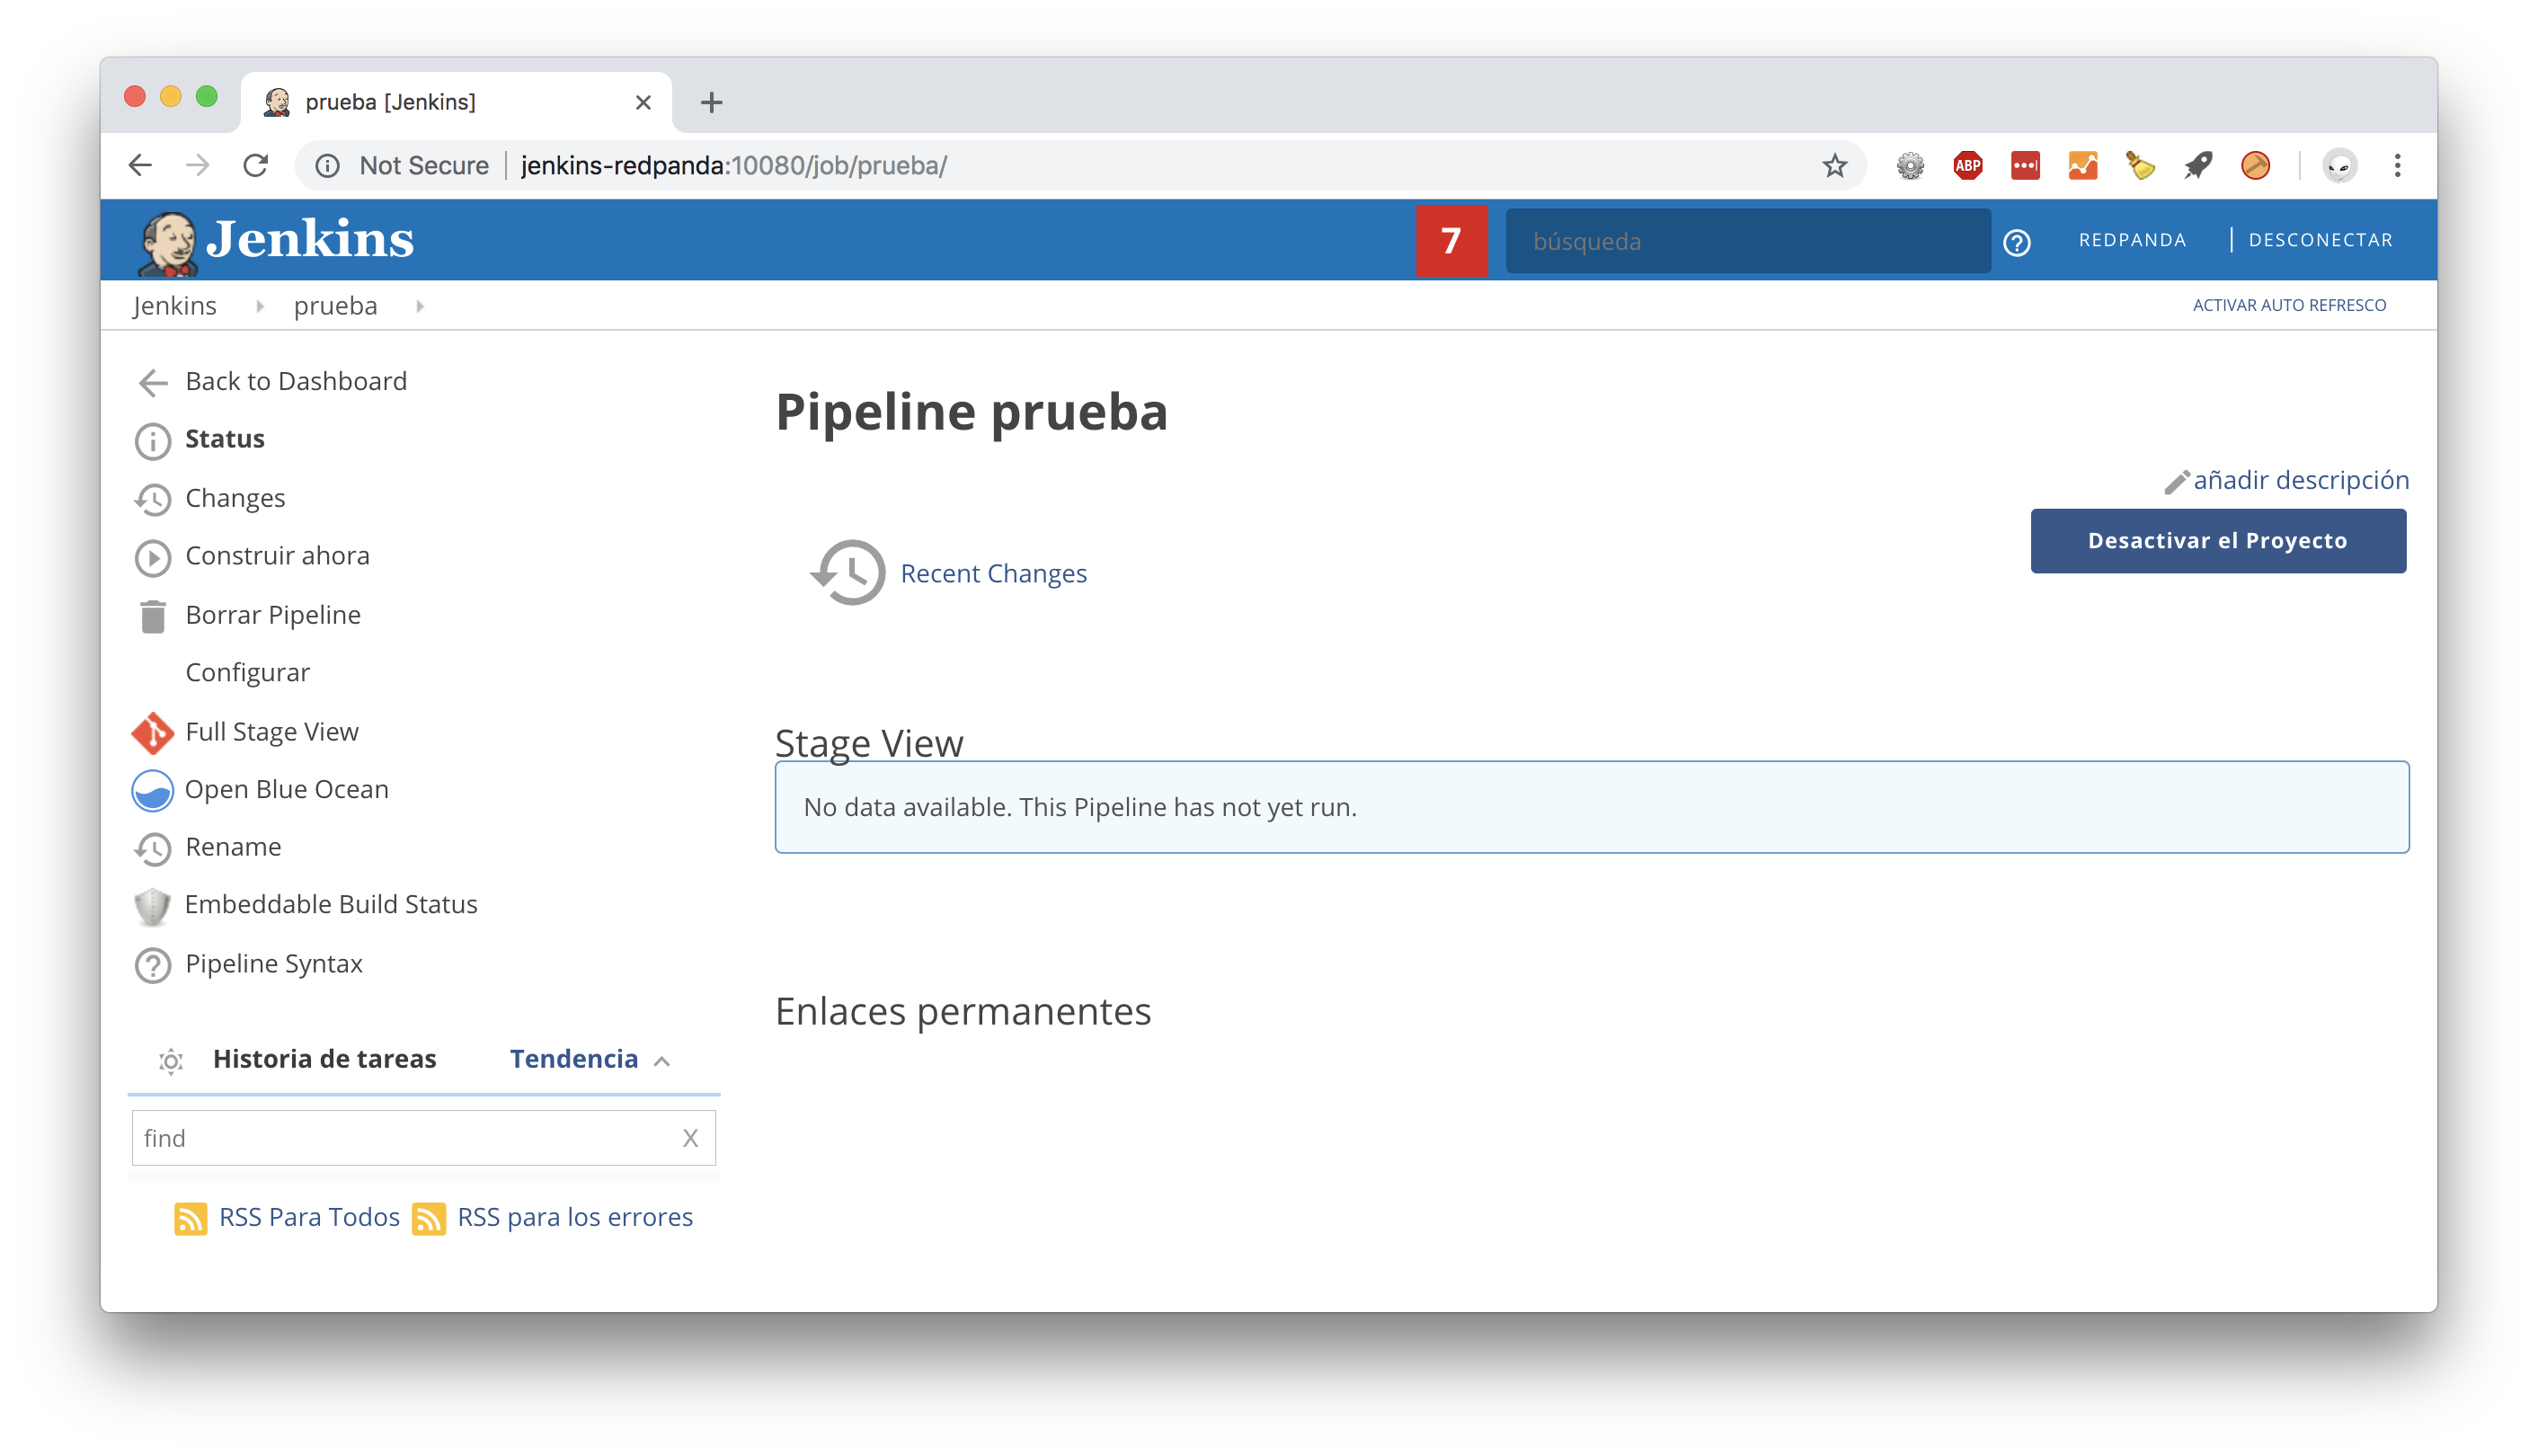 prueba [Jenkins]
Not Secure jenkins-redpanda:10080/job/prueba/
ABP
Jenkins 7 búsqueda REDPANDA DESCONECTAR
Jenkins prueba ACTIVAR AUTO REFRESCO
Back to Dashboard
Status
Changes
Construir ahora
Borrar Pipeline
Configurar
Full Stage View
Open Blue Ocean
Rename
Embeddable Build Status
Pipeline Syntax
Historia de tareas Tendencia
find X
RSS Para Todos RSS para los errores
Pipeline prueba
añadir descripción
Desactivar el Proyecto
Recent Changes
Stage View
No data available. This Pipeline has not yet run.
Enlaces permanentes